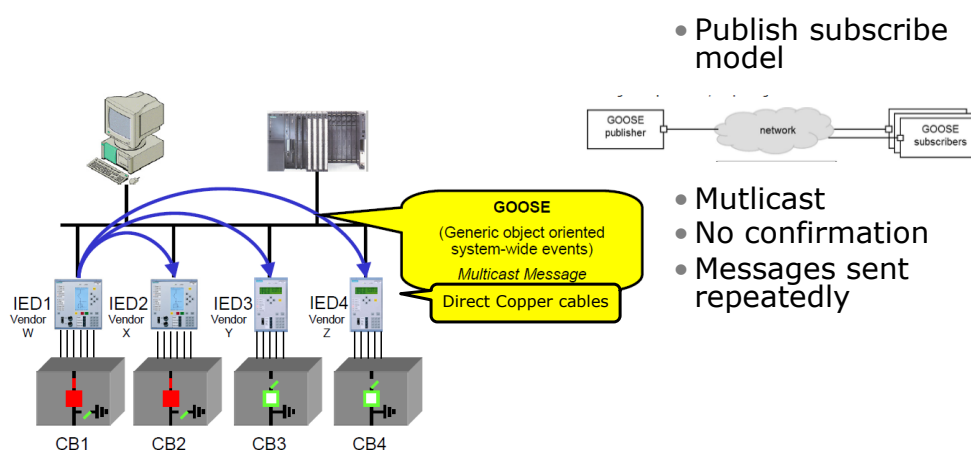 • Publish subscribe
model
GOOSE
publisher
network
GOOSE
subscribers
• Mutlicast
• No confirmation
• Messages sent
repeatedly
GOOSE
(Generic object oriented
system-wide events)
Multicast Message
Direct Copper cables
IED1
Vendor
W
IED2
Vendor
X
IED3
Vendor
Y
IED4
Vendor
Z
CB1
CB2
CB3
CB4